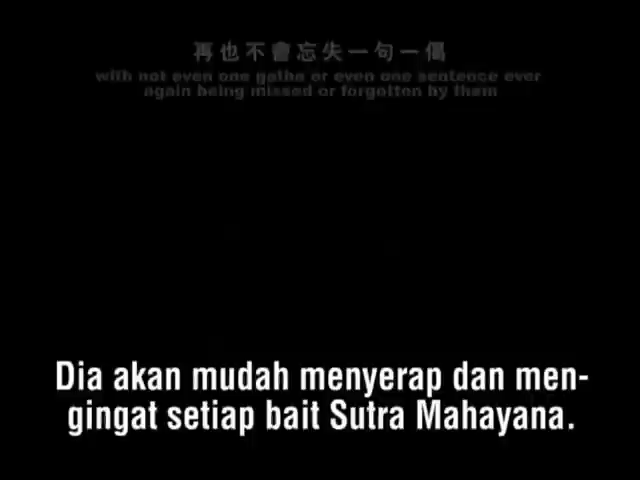 再也不會忘失一句一偈
with not even one gatha or even one sentence ever
again being missed or forgotten by them
Dia akan mudah menyerap dan men-
gingat setiap bait Sutra Mahayana.